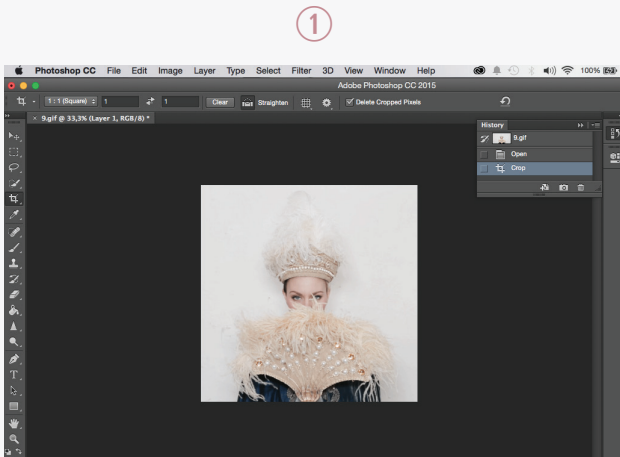 1
Photoshop CC File Edit Image Layer Type Select Filter 3D View Window Help 100%
Adobe Photoshop CC 2015
1 : 1 (Square) 1 1 Clear Straighten Delete Cropped Pixels
× 9.gif @ 33,3% (Layer 1, RGB/8) *
History
9.gif
Open
Crop